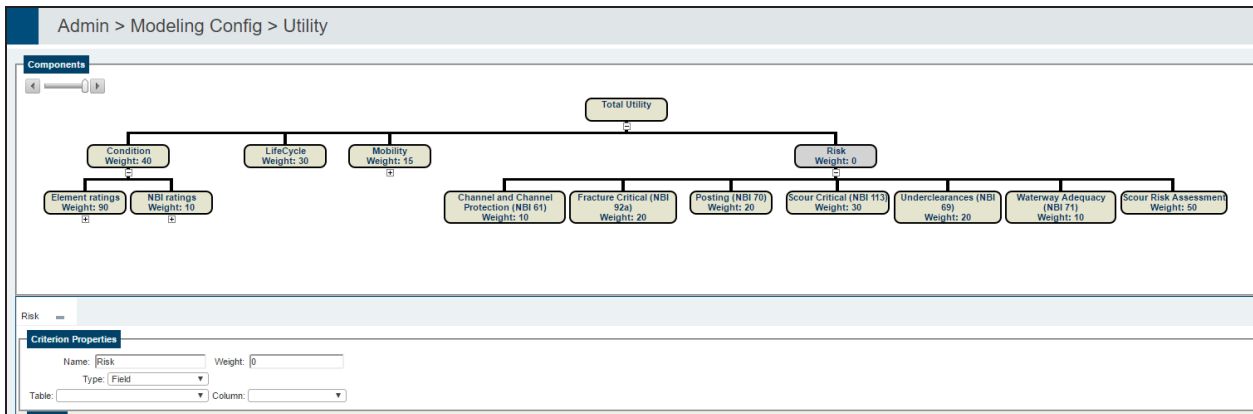 Admin > Modeling Config > Utility
Components
Total Utility
Condition
Weight: 40
LifeCycle
Weight: 30
Mobility
Weight: 15
Risk
Weight: 0
Element ratings
Weight: 90
NBI ratings
Weight: 10
Channel and Channel
Protection (NBI 61)
Weight: 10
Fracture Critical (NBI
92a)
Weight: 20
Posting (NBI 70)
Weight: 20
Scour Critical (NBI 113)
Weight: 30
Underclearances (NBI
69)
Weight: 20
Waterway Adequacy
(NBI 71)
Weight: 10
Scour Risk Assessment
Weight: 50
Risk
Criterion Properties
Name: Risk Weight: 0
Type: Field
Table: Column: